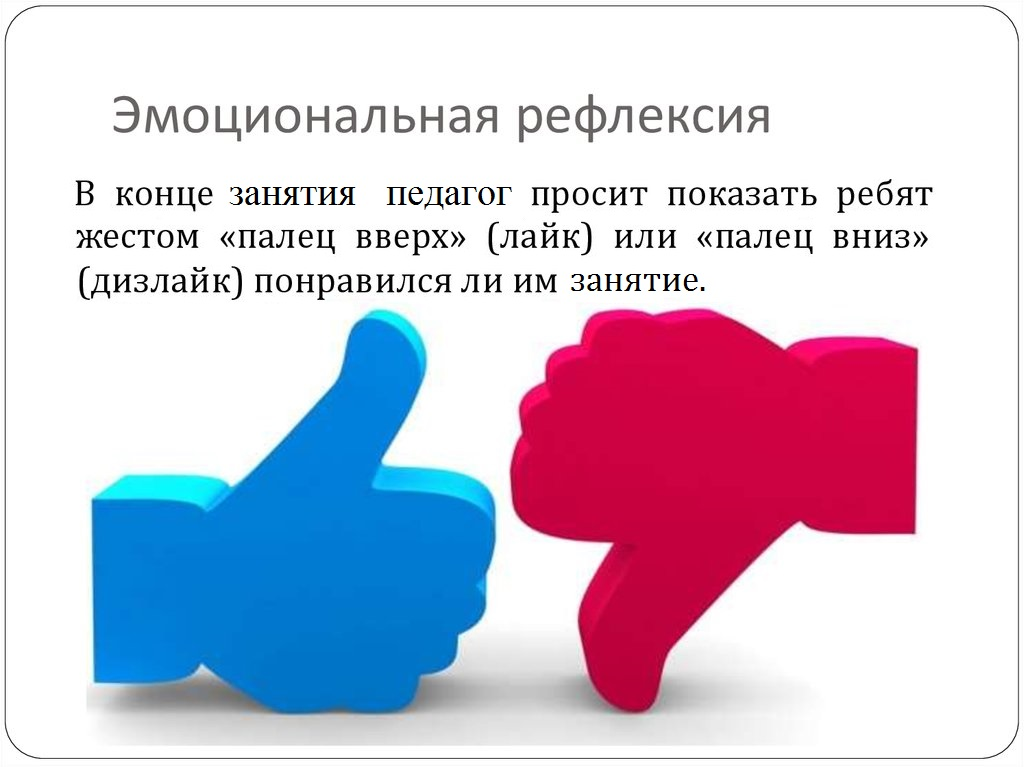 Эмоциональная рефлексия
В конце занятия педагог просит показать ребят
жестом «палец вверх» (лайк) или «палец вниз»
(дизлайк) понравился ли им занятие.